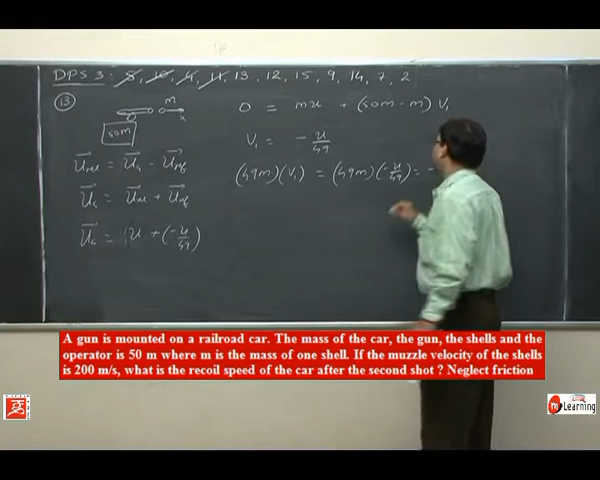 DPS 3 : 8, 10, 4, 11, 13, 12, 15, 9, 14, 7, 2
13
m
u
50m
0 = mu + (50m - m) V₁
V₁ = - u/49
(49m)(V₁) = (49m)(-u/49) = -
U⃗rel = U⃗s - U⃗rf
U⃗s = U⃗rel + U⃗rf
U⃗s = u + (-u/49)
A gun is mounted on a railroad car. The mass of the car, the gun, the shells and the
operator is 50 m where m is the mass of one shell. If the muzzle velocity of the shells
is 200 m/s, what is the recoil speed of the car after the second shot ? Neglect friction
m Learning